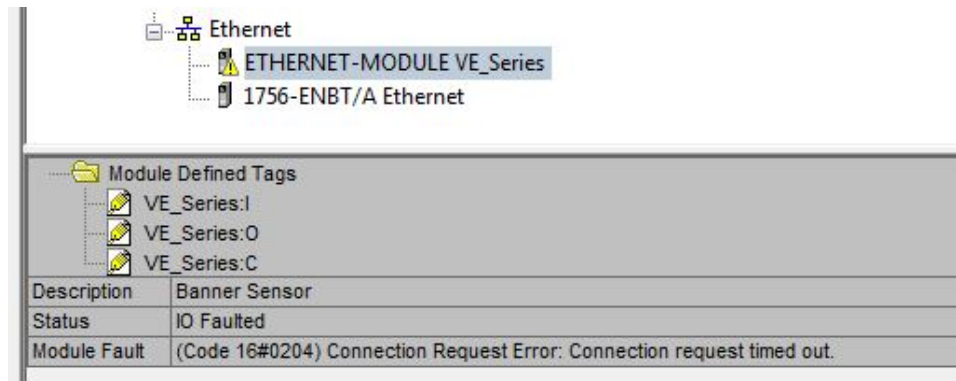 Ethernet
ETHERNET-MODULE VE_Series
1756-ENBT/A Ethernet
Module Defined Tags
VE_Series:I
VE_Series:O
VE_Series:C
Description Banner Sensor
Status IO Faulted
Module Fault (Code 16#0204) Connection Request Error: Connection request timed out.